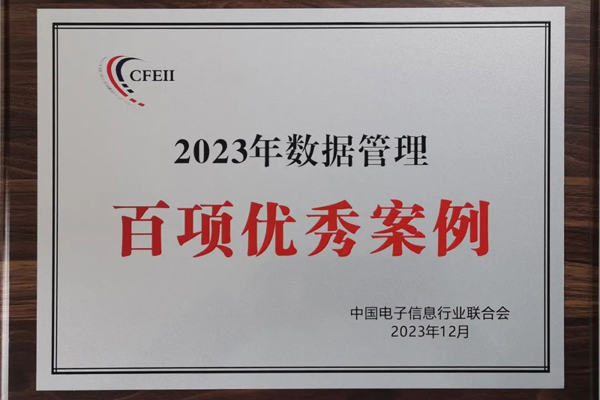 CFEII
2023年数据管理
百项优秀案例
中国电子信息行业联合会
2023年12月